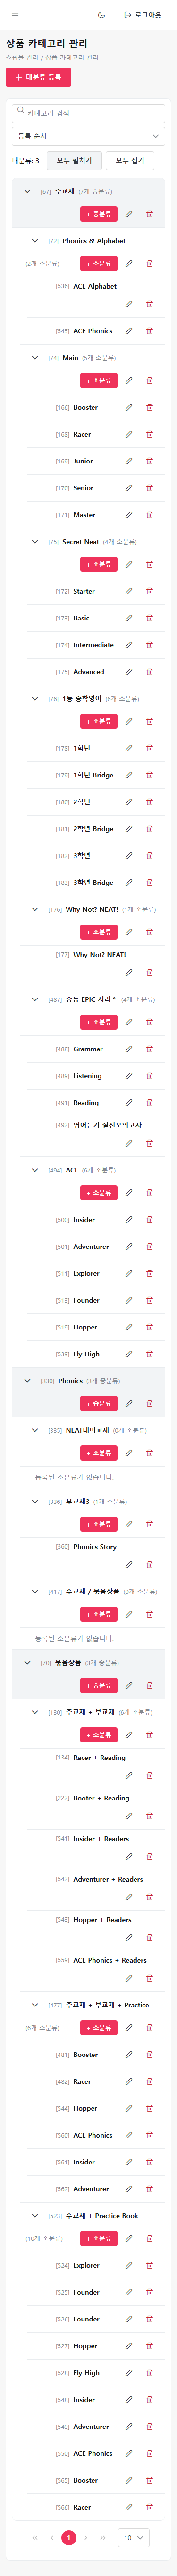 로그아웃
상품 카테고리 관리
쇼핑몰 관리 / 상품 카테고리 관리
+ 대분류 등록
카테고리 검색
등록 순서
대분류: 3 모두 펼치기 모두 접기
[67] 주교재 (7개 중분류)
+ 중분류
[72] Phonics & Alphabet
(2개 소분류) + 소분류
[536] ACE Alphabet
[545] ACE Phonics
[74] Main (5개 소분류)
+ 소분류
[166] Booster
[168] Racer
[169] Junior
[170] Senior
[171] Master
[75] Secret Neat (4개 소분류)
+ 소분류
[172] Starter
[173] Basic
[174] Intermediate
[175] Advanced
[76] 1등 중학영어 (6개 소분류)
+ 소분류
[178] 1학년
[179] 1학년 Bridge
[180] 2학년
[181] 2학년 Bridge
[182] 3학년
[183] 3학년 Bridge
[176] Why Not? NEAT! (1개 소분류)
+ 소분류
[177] Why Not? NEAT!
[487] 중등 EPIC 시리즈 (4개 소분류)
+ 소분류
[488] Grammar
[489] Listening
[491] Reading
[492] 영어듣기 실전모의고사
[494] ACE (6개 소분류)
+ 소분류
[500] Insider
[501] Adventurer
[511] Explorer
[513] Founder
[519] Hopper
[539] Fly High
[330] Phonics (3개 중분류)
+ 중분류
[335] NEAT대비교재 (0개 소분류)
+ 소분류
등록된 소분류가 없습니다.
[336] 부교재3 (1개 소분류)
+ 소분류
[360] Phonics Story
[417] 주교재 / 묶음상품 (0개 소분류)
+ 소분류
등록된 소분류가 없습니다.
[70] 묶음상품 (3개 중분류)
+ 중분류
[130] 주교재 + 부교재 (6개 소분류)
+ 소분류
[134] Racer + Reading
[222] Booter + Reading
[541] Insider + Readers
[542] Adventurer + Readers
[543] Hopper + Readers
[559] ACE Phonics + Readers
[477] 주교재 + 부교재 + Practice
(6개 소분류) + 소분류
[481] Booster
[482] Racer
[544] Hopper
[560] ACE Phonics
[561] Insider
[562] Adventurer
[523] 주교재 + Practice Book
(10개 소분류) + 소분류
[524] Explorer
[525] Founder
[526] Founder
[527] Hopper
[528] Fly High
[548] Insider
[549] Adventurer
[550] ACE Phonics
[565] Booster
[566] Racer
1 10